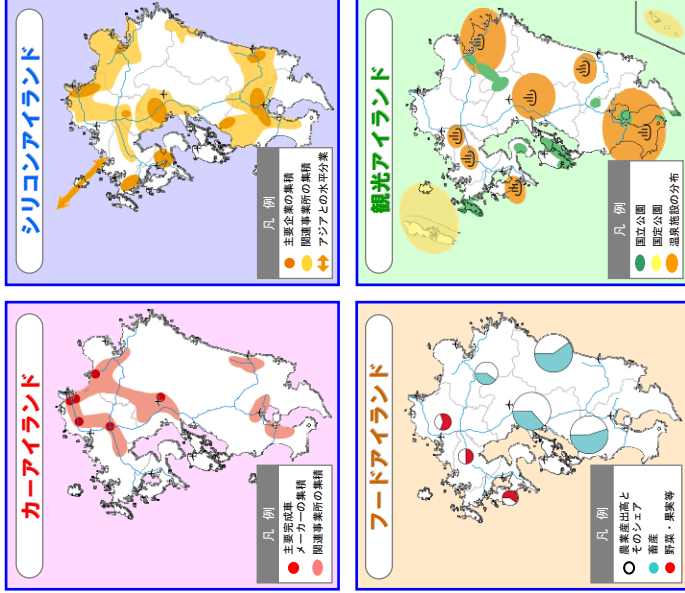 カーアイランド
凡 例
主要完成車
メーカーの集積
関連事業所の集積
シリコンアイランド
凡 例
主要企業の集積
関連事業所の集積
アジアとの水平分業
フードアイランド
凡 例
農業産出高と
そのシェア
畜産
野菜・果実等
観光アイランド
凡 例
国立公園
国定公園
温泉施設の分布